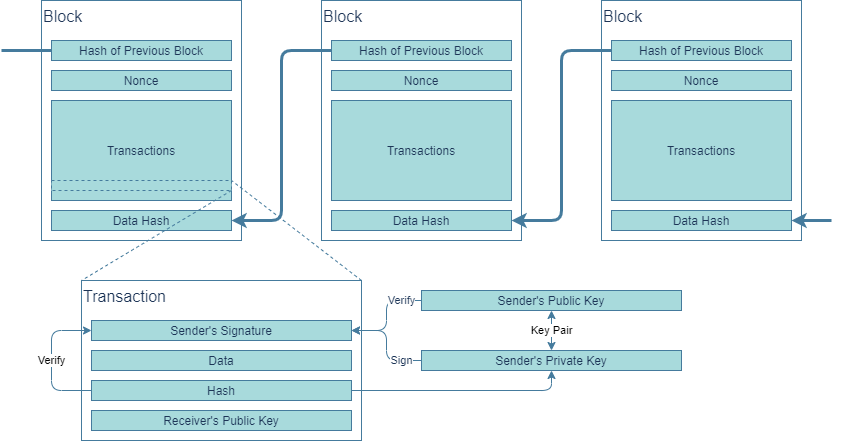 Block
Block
Block
Hash of Previous Block
Hash of Previous Block
Hash of Previous Block
Nonce
Nonce
Nonce
Transactions
Transactions
Transactions
Data Hash
Data Hash
Data Hash
Transaction
Sender's Signature
Data
Hash
Receiver's Public Key
Verify
Verify
Sign
Sender's Public Key
Key Pair
Sender's Private Key